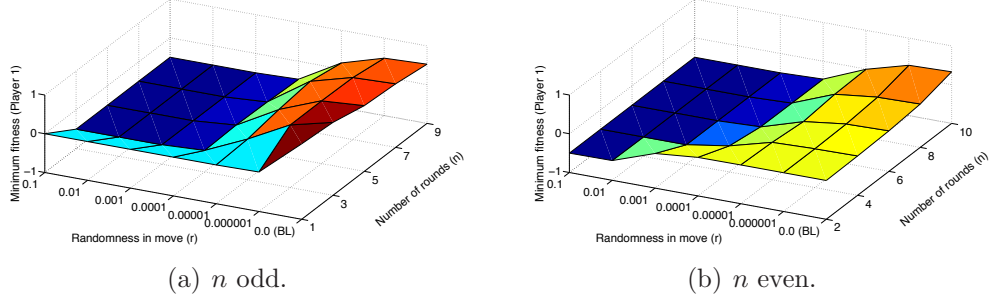 Minimum fitness (Player 1)
1
0
−1
0.1
0.01
0.001
0.0001
0.00001
0.000001
0.0 (BL)
Randomness in move (r)
1
3
5
7
9
Number of rounds (n)
(a) n odd.
Minimum fitness (Player 1)
1
0
−1
0.1
0.01
0.001
0.0001
0.00001
0.000001
0.0 (BL)
Randomness in move (r)
2
4
6
8
10
Number of rounds (n)
(b) n even.